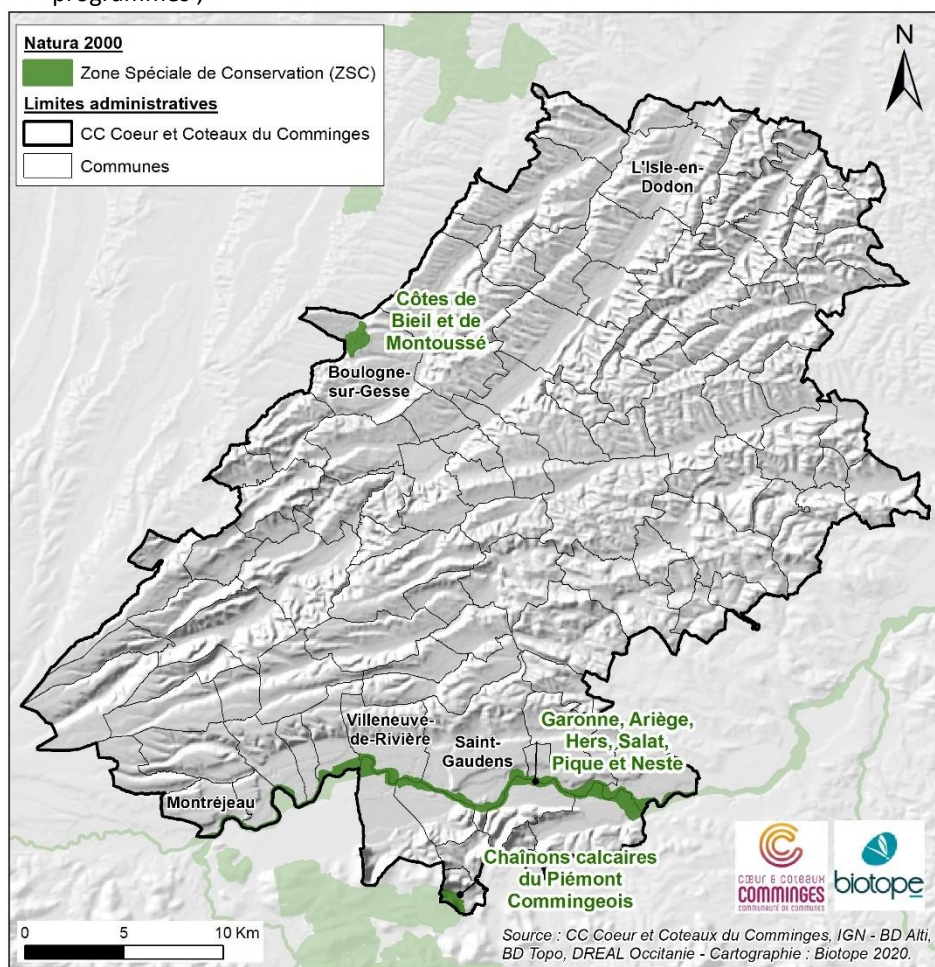 programmes ;
Natura 2000
Zone Spéciale de Conservation (ZSC)
Limites administratives
CC Coeur et Coteaux du Comminges
Communes
N
L'Isle-en-
Dodon
Côtes de
Bieil et de
Montoussé
Boulogne-
sur-Gesse
Villeneuve-
de-Rivière
Saint-
Gaudens
Garonne, Ariège,
Hers, Salat,
Pique et Neste
Montréjeau
Chaînons calcaires
du Piémont
Commingeois
CŒUR & COTEAUX
COMMINGES
COMMUNAUTÉ DE COMMUNES
biotope
0 5 10 Km
Source : CC Coeur et Coteaux du Comminges, IGN - BD Alti,
BD Topo, DREAL Occitanie - Cartographie : Biotope 2020.